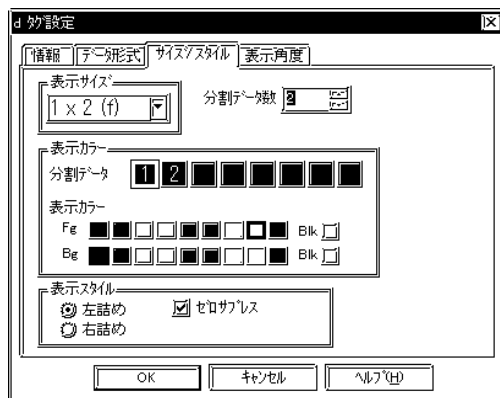 d ﾀｸﾞ設定
情報 ﾃﾞｰﾀ形式 ｻｲｽﾞ/ｽﾀｲﾙ 表示角度
表示ｻｲｽﾞ
1 x 2 (f)
分割ﾃﾞｰﾀ数 2
表示ｶﾗｰ
分割ﾃﾞｰﾀ 1 2
表示ｶﾗｰ
Fg Blk
Bg Blk
表示ｽﾀｲﾙ
左詰め ｾﾞﾛｻﾌﾟﾚｽ
右詰め
OK ｷｬﾝｾﾙ ﾍﾙﾌﾟ(H)